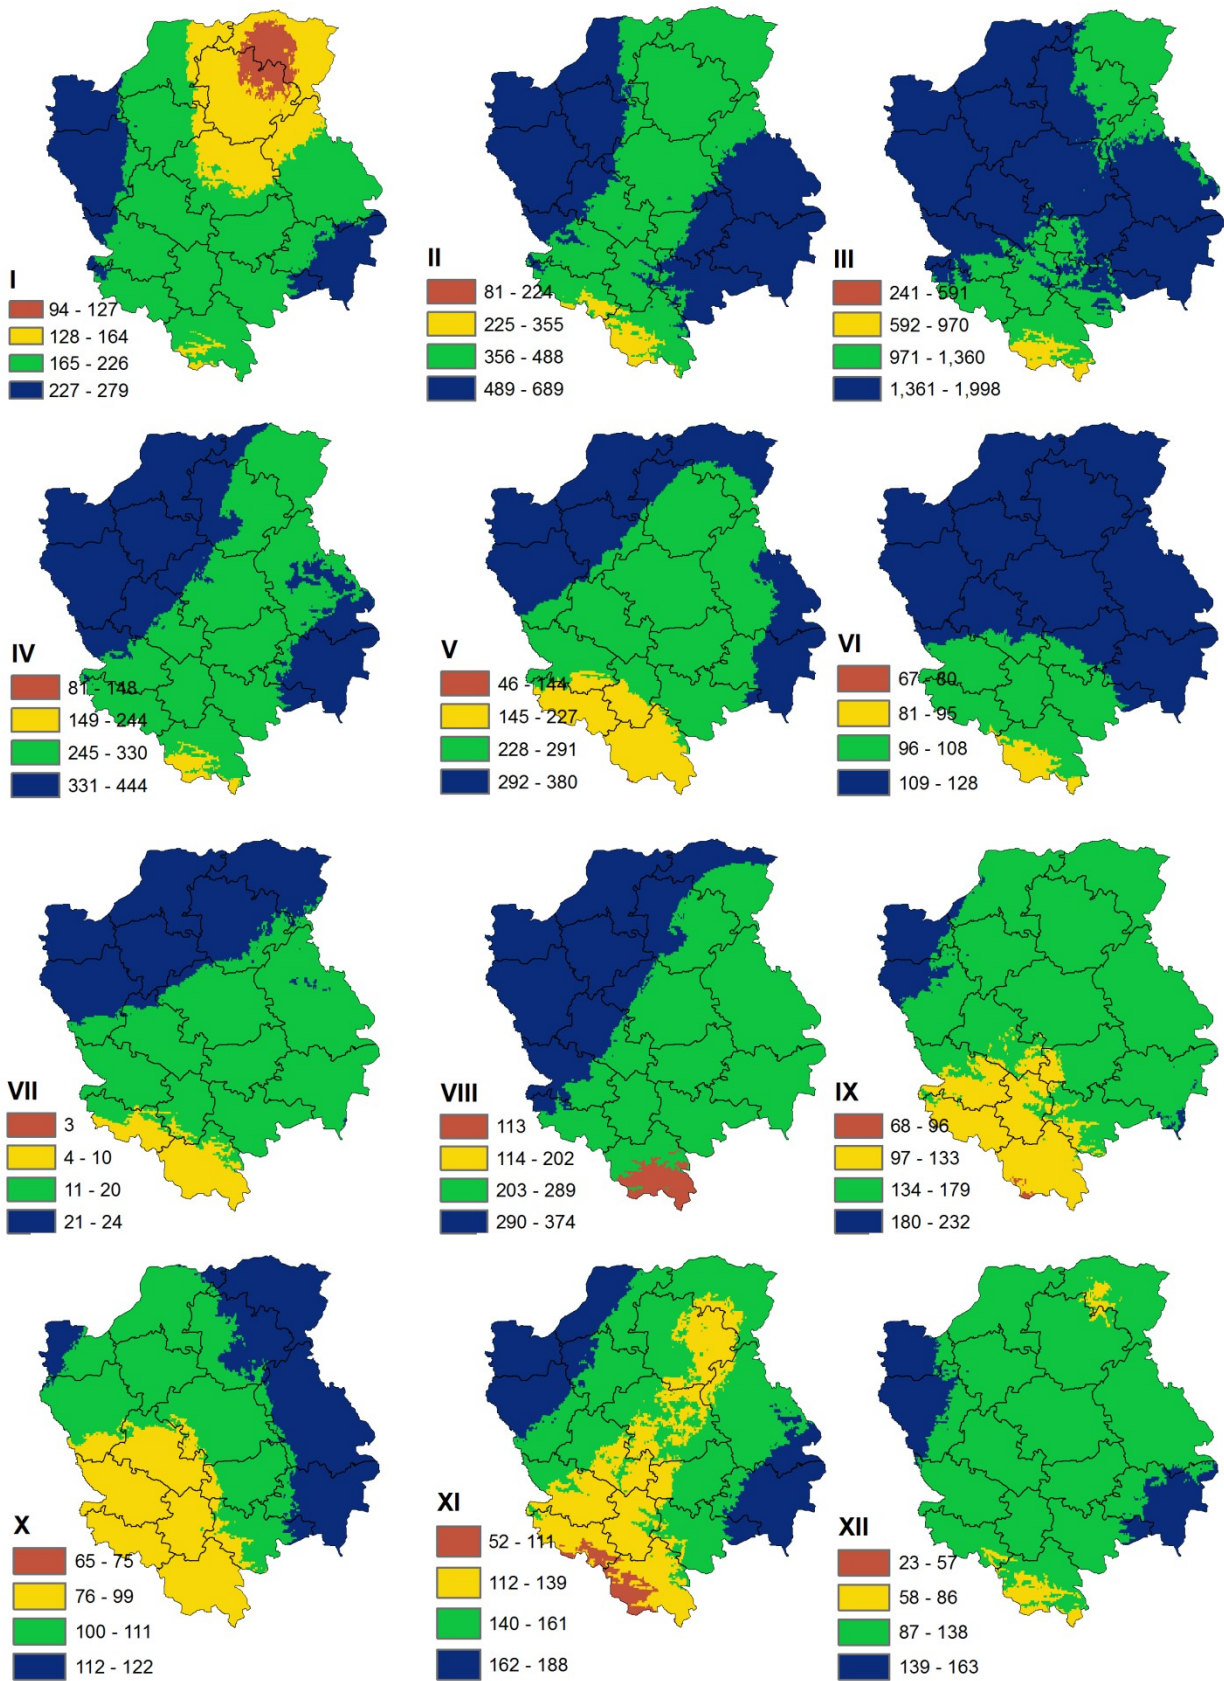 I
94 - 127
128 - 164
165 - 226
227 - 279
II
81 - 224
225 - 355
356 - 488
489 - 689
III
241 - 591
592 - 970
971 - 1,360
1,361 - 1,998
IV
81 - 148
149 - 244
245 - 330
331 - 444
V
46 - 144
145 - 227
228 - 291
292 - 380
VI
67 - 80
81 - 95
96 - 108
109 - 128
VII
3
4 - 10
11 - 20
21 - 24
VIII
113
114 - 202
203 - 289
290 - 374
IX
68 - 96
97 - 133
134 - 179
180 - 232
X
65 - 75
76 - 99
100 - 111
112 - 122
XI
52 - 111
112 - 139
140 - 161
162 - 188
XII
23 - 57
58 - 86
87 - 138
139 - 163